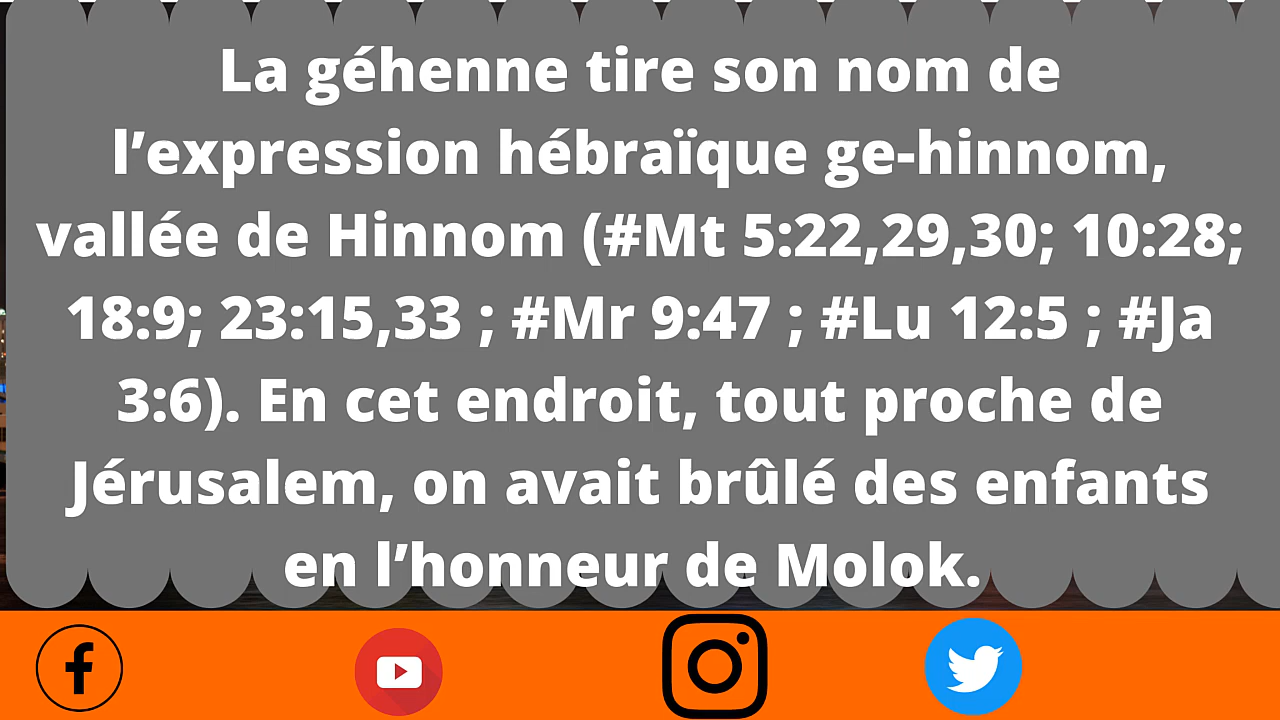 La géhenne tire son nom de
l’expression hébraïque ge-hinnom,
vallée de Hinnom (#Mt 5:22,29,30; 10:28;
18:9; 23:15,33 ; #Mr 9:47 ; #Lu 12:5 ; #Ja
3:6). En cet endroit, tout proche de
Jérusalem, on avait brûlé des enfants
en l’honneur de Molok.